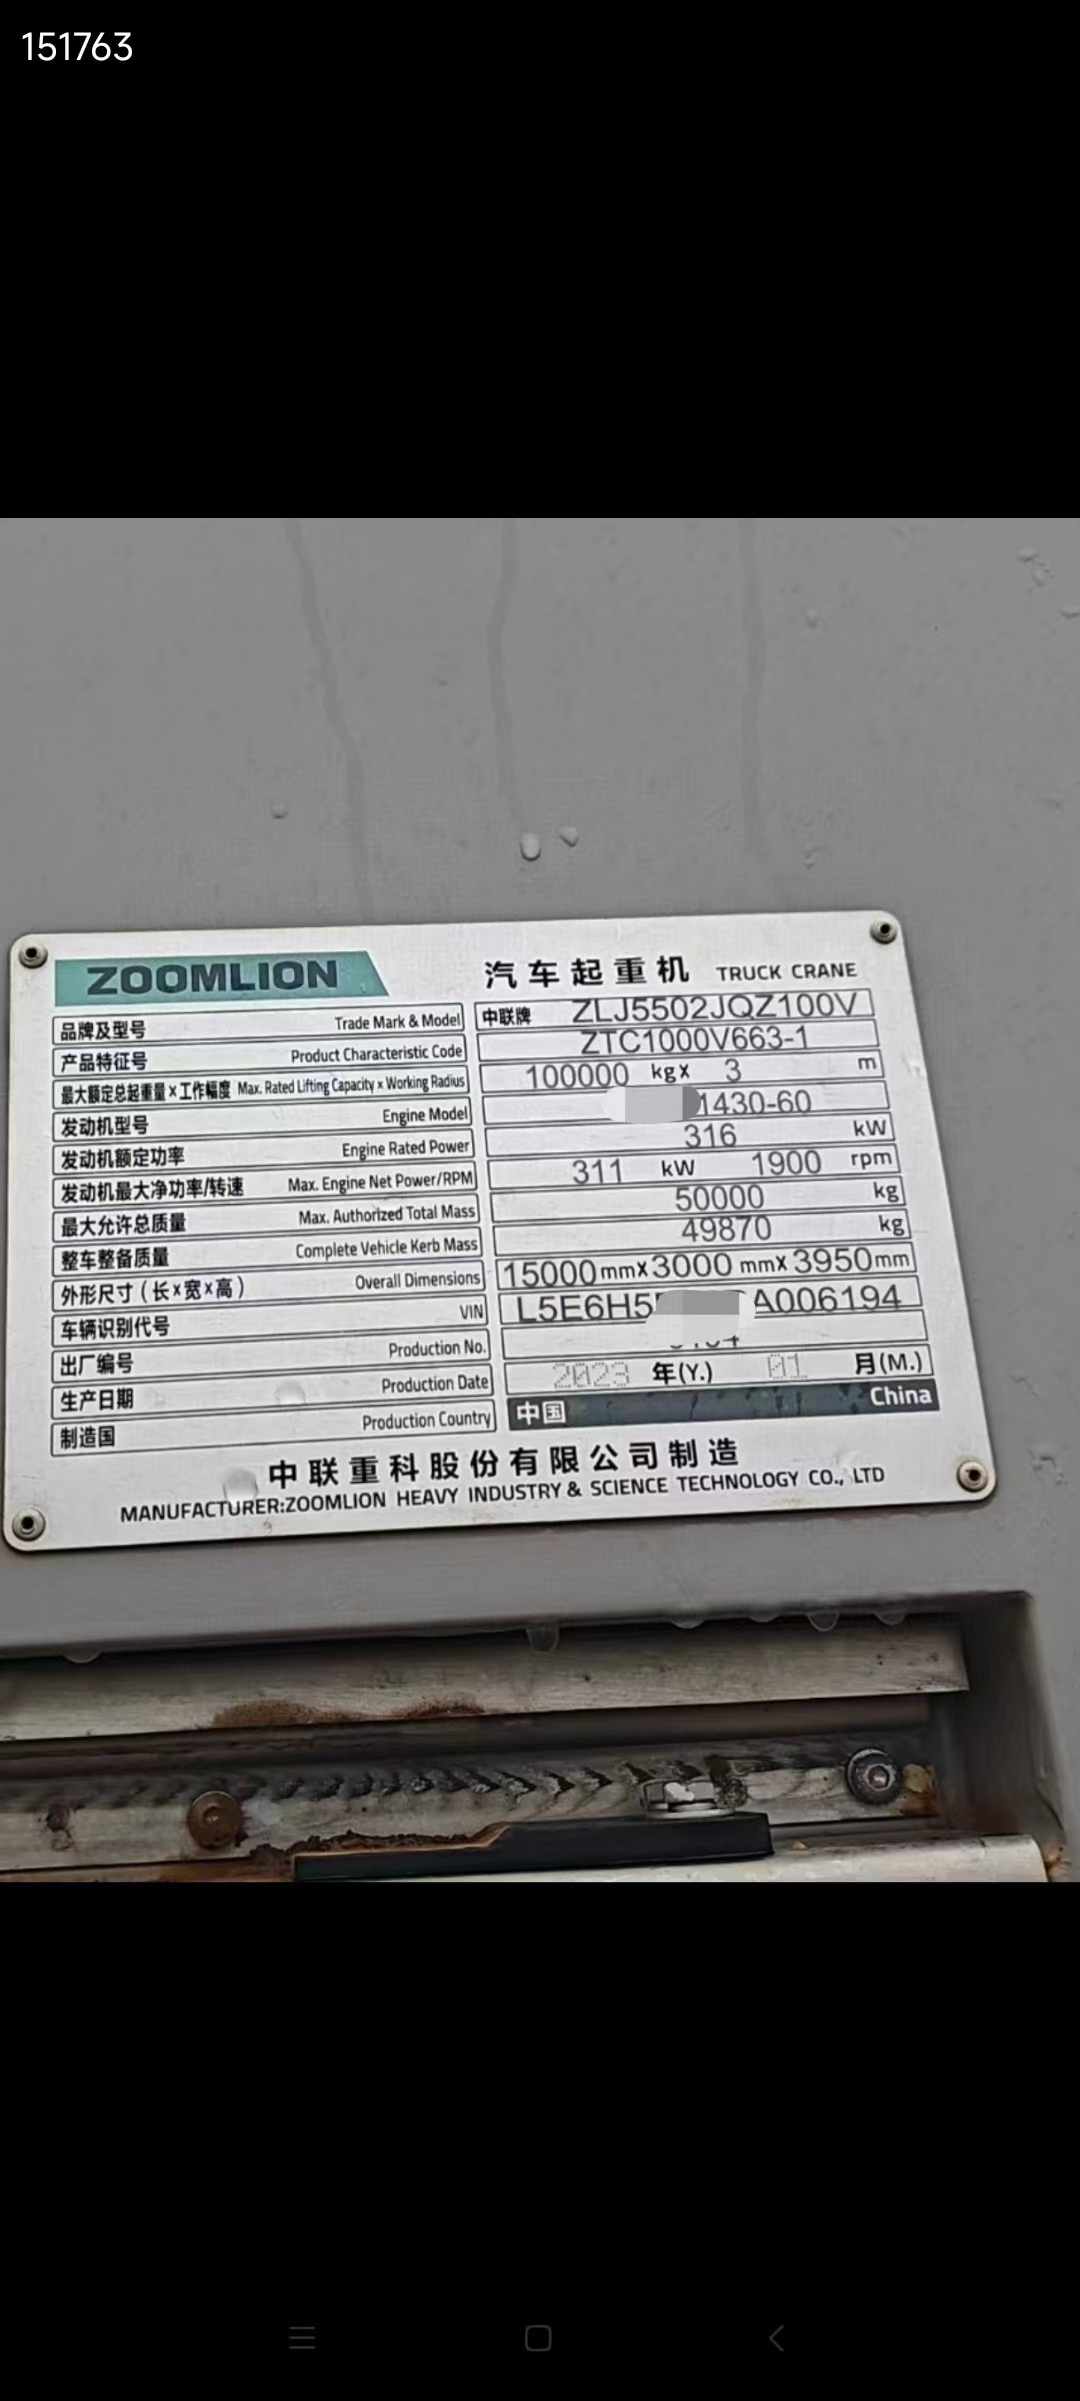 151763
ZOOMLION
汽车起重机 TRUCK CRANE
品牌及型号 Trade Mark & Model 中联牌 ZLJ5502JQZ100V
产品特征号 Product Characteristic Code ZTC1000V663-1
最大额定总起重量×工作幅度 Max. Rated Lifting Capacity x Working Radius 100000 kg× 3 m
发动机型号 Engine Model 1430-60
发动机额定功率 Engine Rated Power 316 kW
发动机最大净功率/转速 Max. Engine Net Power/RPM 311 kW 1900 rpm
最大允许总质量 Max. Authorized Total Mass 50000 kg
整车整备质量 Complete Vehicle Kerb Mass 49870 kg
外形尺寸(长×宽×高) Overall Dimensions 15000mm×3000mm×3950mm
车辆识别代号 VIN L5E6H5 A006194
出厂编号 Production No.
生产日期 Production Date 2023 年(Y.) 01 月(M.)
制造国 Production Country 中国 China
中联重科股份有限公司制造
MANUFACTURER:ZOOMLION HEAVY INDUSTRY & SCIENCE TECHNOLOGY CO., LTD